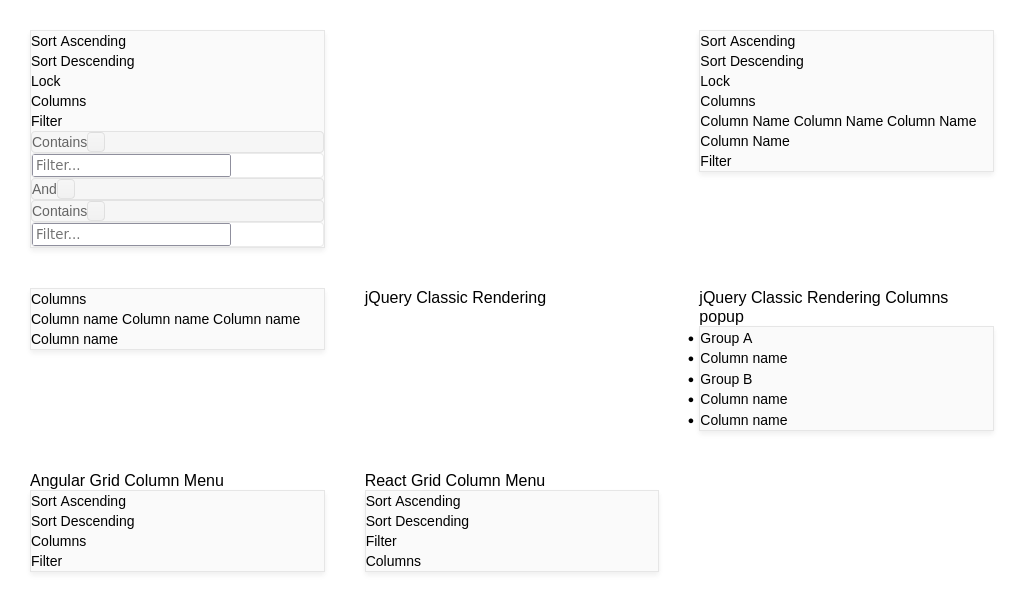 Sort Ascending
Sort Descending
Lock
Columns
Filter
Contains
Filter...
And
Contains
Filter...
Sort Ascending
Sort Descending
Lock
Columns
Column Name Column Name Column Name
Column Name
Filter
Columns
Column name Column name Column name
Column name
jQuery Classic Rendering
jQuery Classic Rendering Columns
popup
Group A
Column name
Group B
Column name
Column name
Angular Grid Column Menu
Sort Ascending
Sort Descending
Columns
Filter
React Grid Column Menu
Sort Ascending
Sort Descending
Filter
Columns